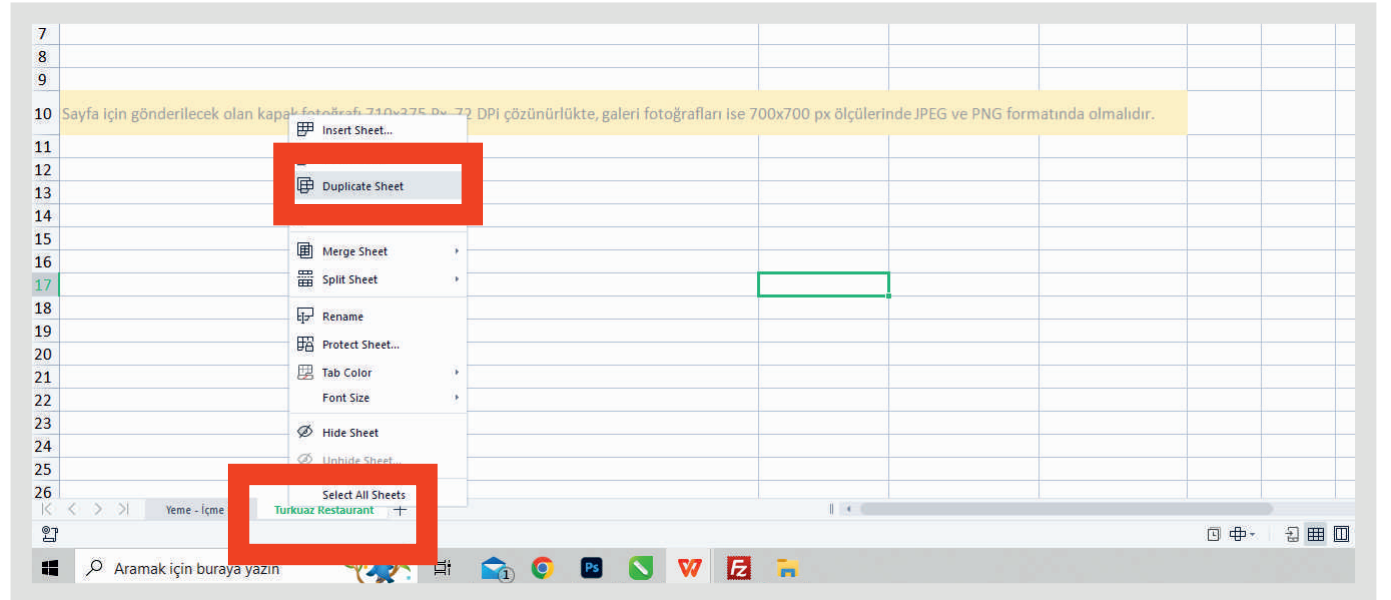 7
8
9
10 Sayfa için gönderilecek olan kapak fotoğrafı 710x375 Px, 72 DPI çözünürlükte, galeri fotoğrafları ise 700x700 px ölçülerinde JPEG ve PNG formatında olmalıdır.
Insert Sheet...
11
12
Duplicate Sheet
13
14
15
Merge Sheet
16
Split Sheet
17
18
Rename
19
Protect Sheet...
20
Tab Color
21
Font Size
22
23
Hide Sheet
24
Unhide Sheet...
25
26
Select All Sheets
Yeme - İçme
Turkuaz Restaurant
Aramak için buraya yazın
1
Ps
W
FZ